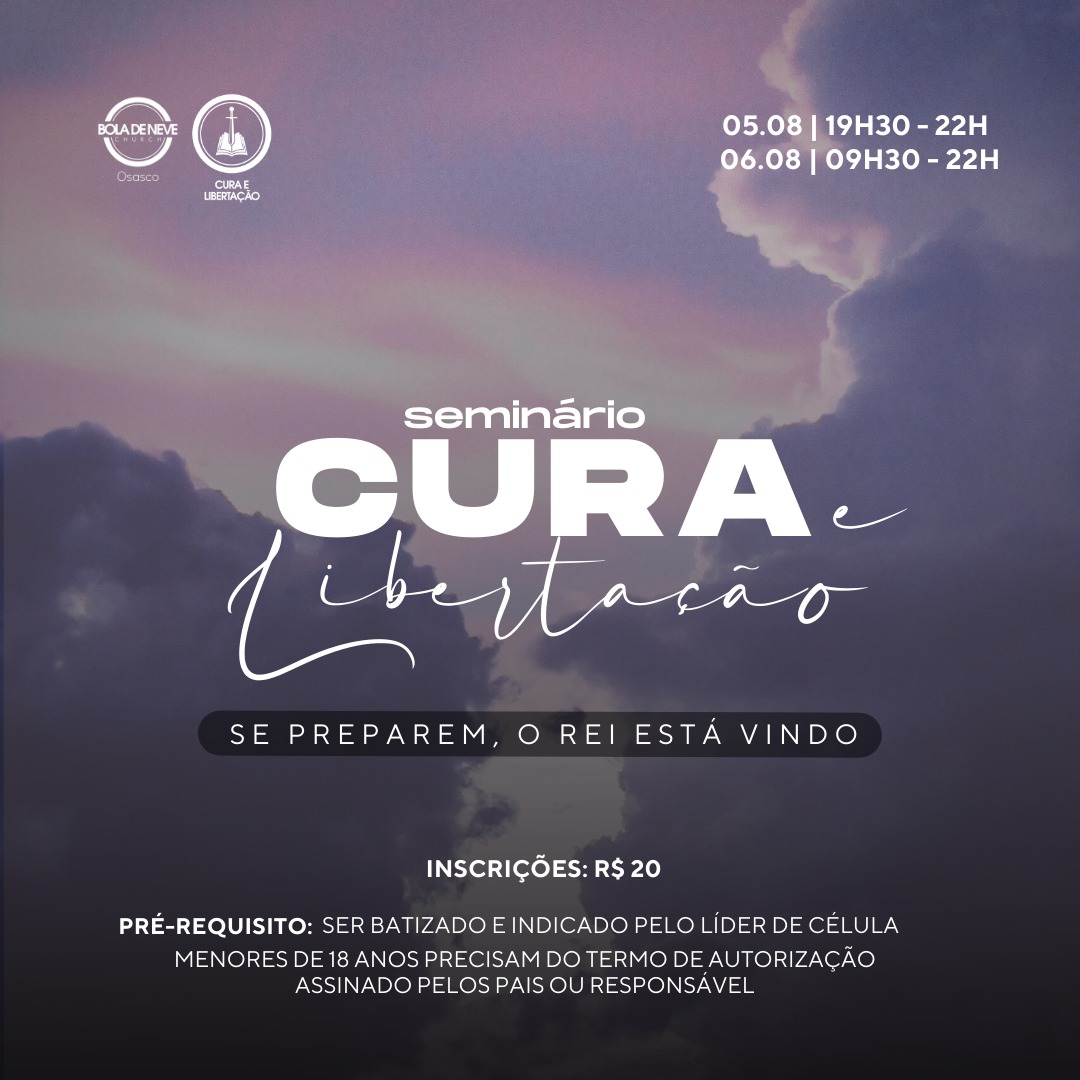 BOLA DE NEVE
CHURCH
Osasco
CURA E
LIBERTAÇÃO
05.08 | 19H30 - 22H
06.08 | 09H30 - 22H
seminário
CURA e
Libertação
SE PREPAREM, O REI ESTÁ VINDO
INSCRIÇÕES: R$ 20
PRÉ-REQUISITO: SER BATIZADO E INDICADO PELO LÍDER DE CÉLULA
MENORES DE 18 ANOS PRECISAM DO TERMO DE AUTORIZAÇÃO
ASSINADO PELOS PAIS OU RESPONSÁVEL